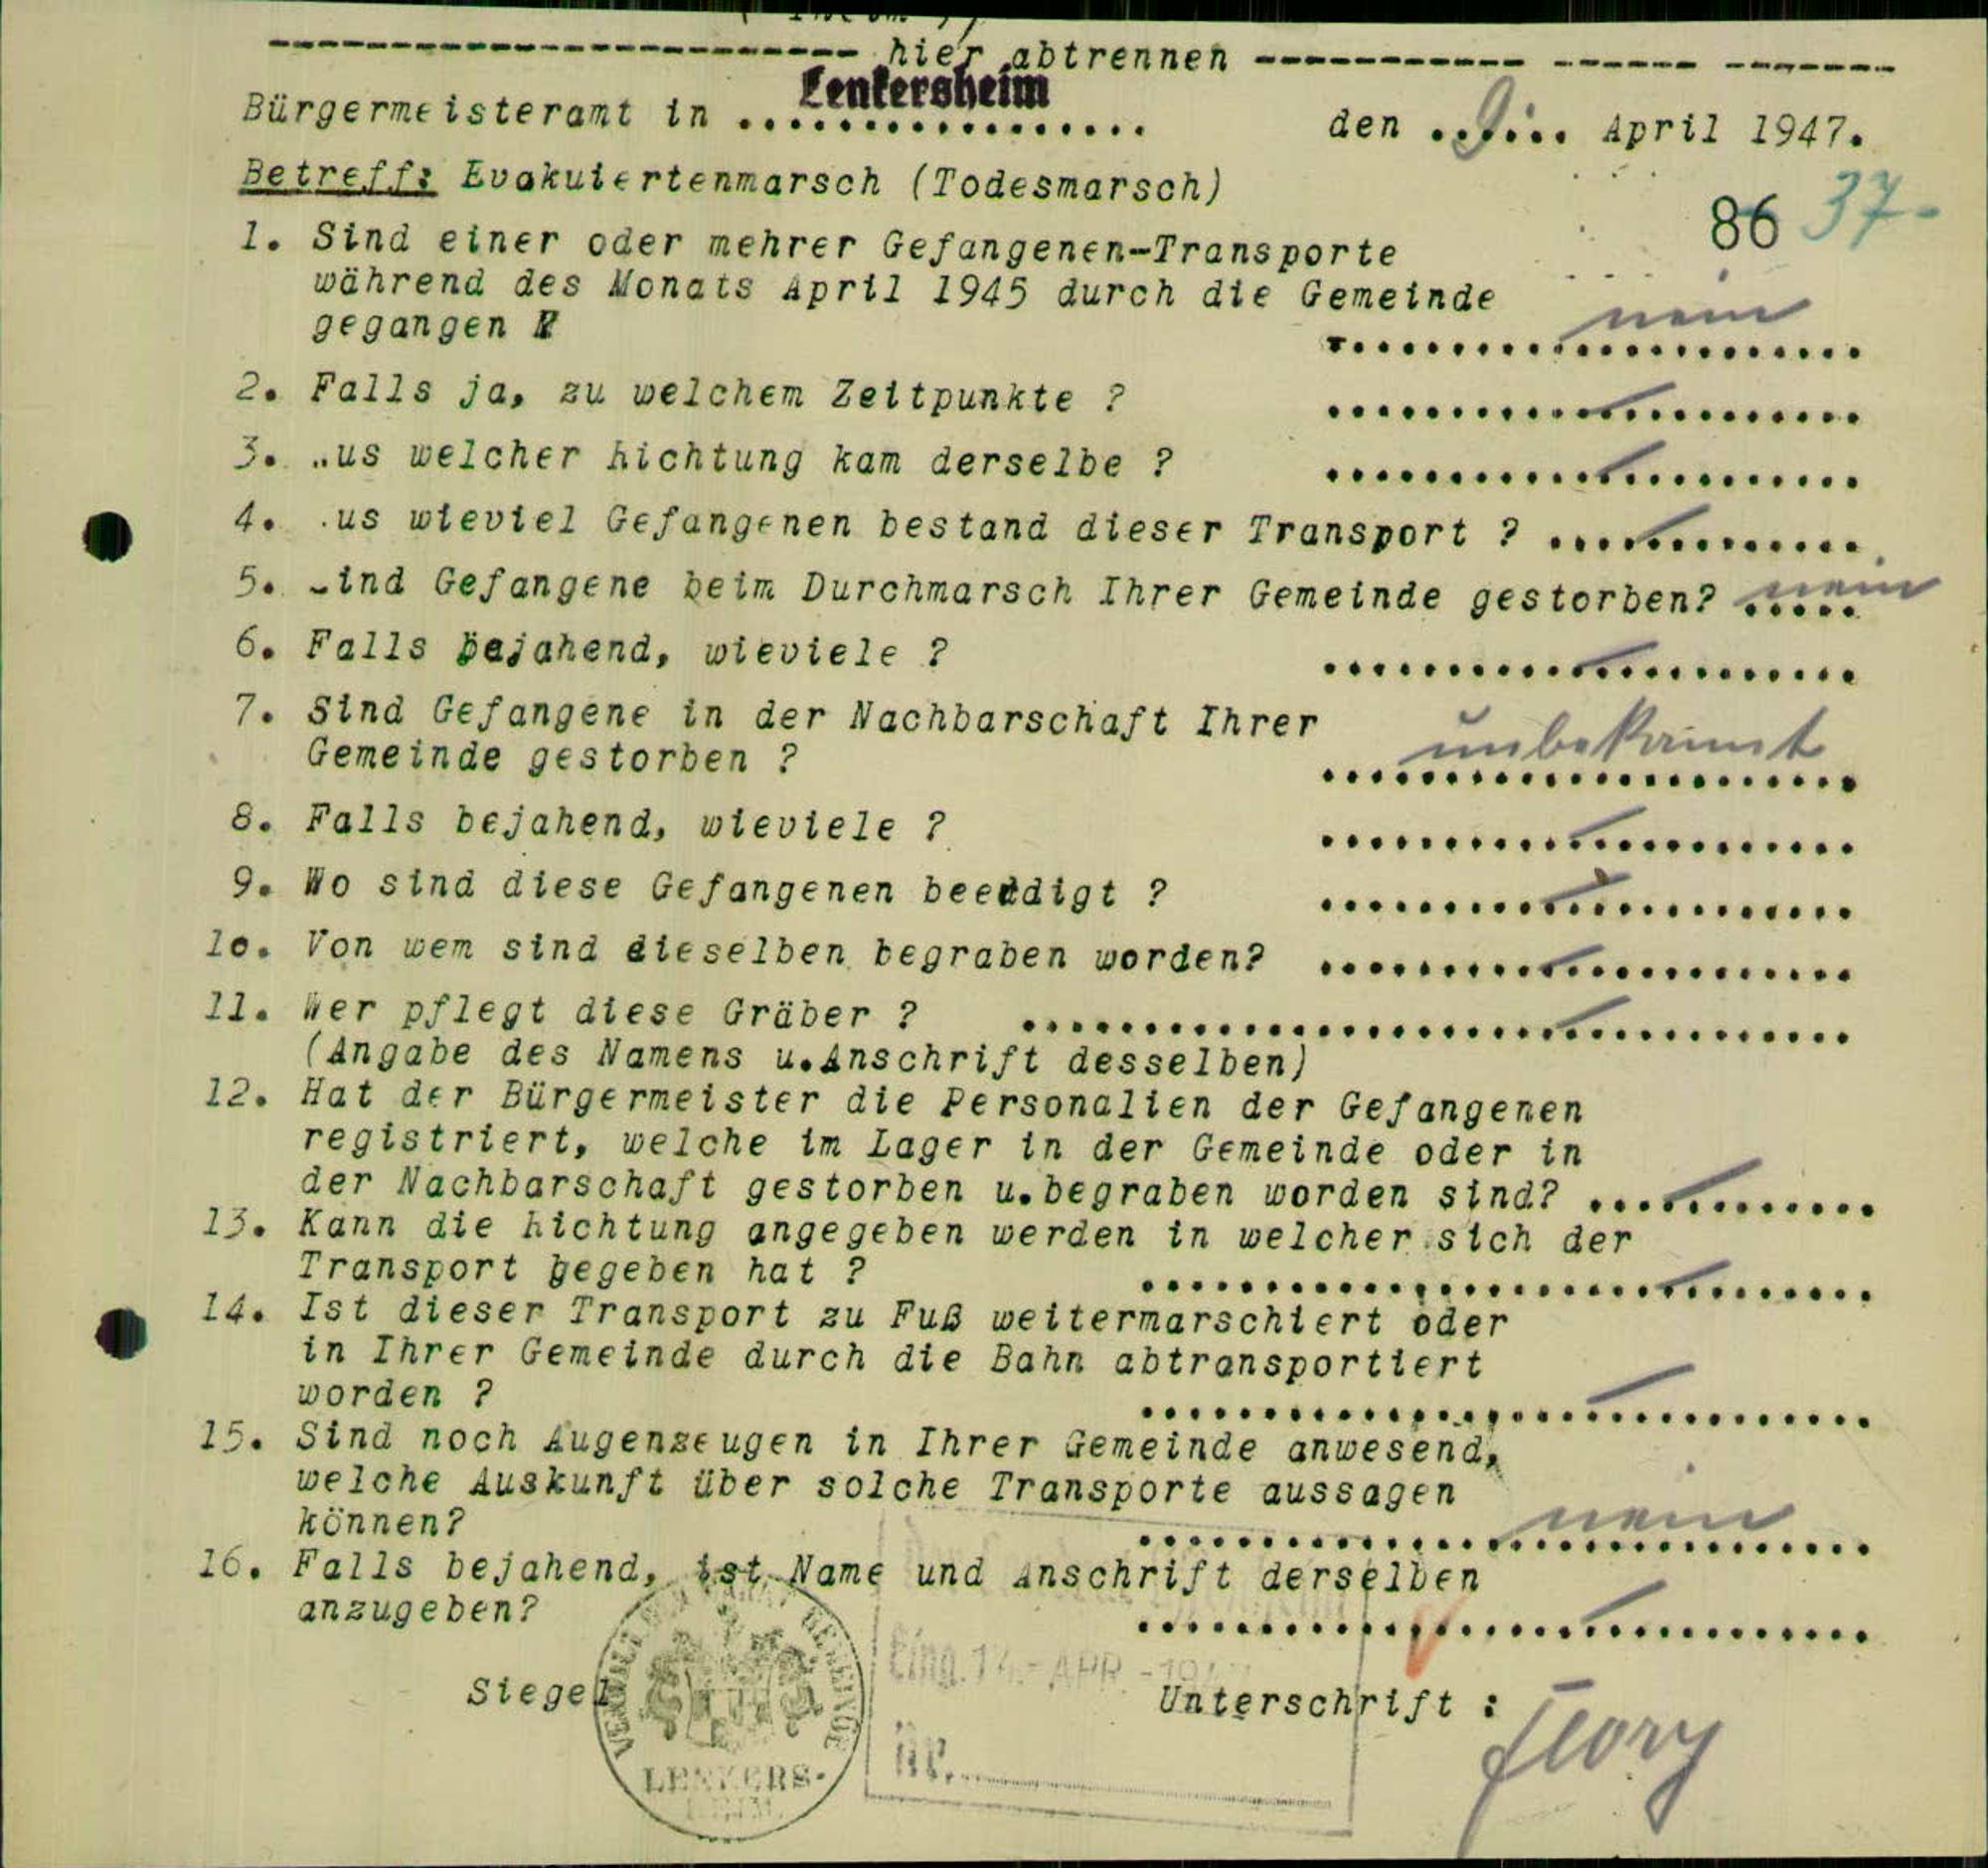 hier abtrennen
Bürgermeisteramt in Lenkersheim den 9. April 1947.
Betreff: Evakuiertenmarsch (Todesmarsch)
86 37-
1. Sind einer oder mehrer Gefangenen-Transporte
während des Monats April 1945 durch die Gemeinde
gegangen ? nein
2. Falls ja, zu welchem Zeitpunkte ?
3. Aus welcher Richtung kam derselbe ?
4. Aus wieviel Gefangenen bestand dieser Transport ?
5. Sind Gefangene beim Durchmarsch Ihrer Gemeinde gestorben? nein
6. Falls bejahend, wieviele ?
7. Sind Gefangene in der Nachbarschaft Ihrer
Gemeinde gestorben ? unbekannt
8. Falls bejahend, wieviele ?
9. Wo sind diese Gefangenen beerdigt ?
10. Von wem sind dieselben begraben worden?
11. Wer pflegt diese Gräber ?
(Angabe des Namens u.Anschrift desselben)
12. Hat der Bürgermeister die Personalien der Gefangenen
registriert, welche im Lager in der Gemeinde oder in
der Nachbarschaft gestorben u.begraben worden sind?
13. Kann die Richtung angegeben werden in welcher sich der
Transport begeben hat ?
14. Ist dieser Transport zu Fuß weitermarschiert oder
in Ihrer Gemeinde durch die Bahn abtransportiert
worden ?
15. Sind noch Augenzeugen in Ihrer Gemeinde anwesend,
welche Auskunft über solche Transporte aussagen
können? nein
16. Falls bejahend, ist Name und Anschrift derselben
anzugeben?
Eing. 14. APR. 1947
Siegel Unterschrift :
Nr.
LENKERS-
HEIM
Flory